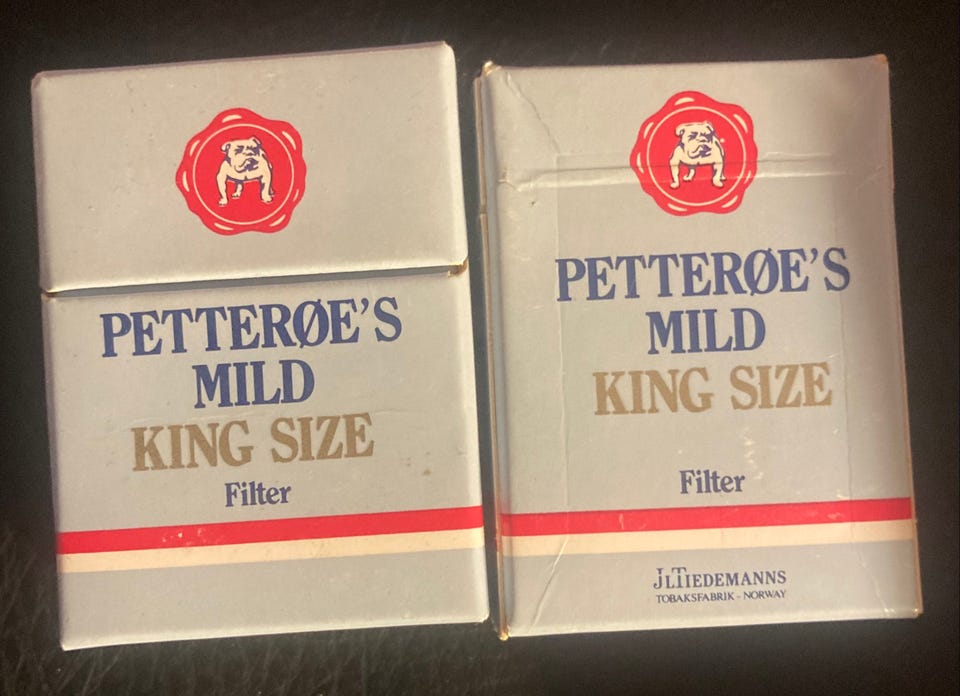 PETTERØE'S
MILD
KING SIZE
Filter
PETTERØE'S
MILD
KING SIZE
Filter
J.L.TIEDEMANNS
TOBAKSFABRIK - NORWAY